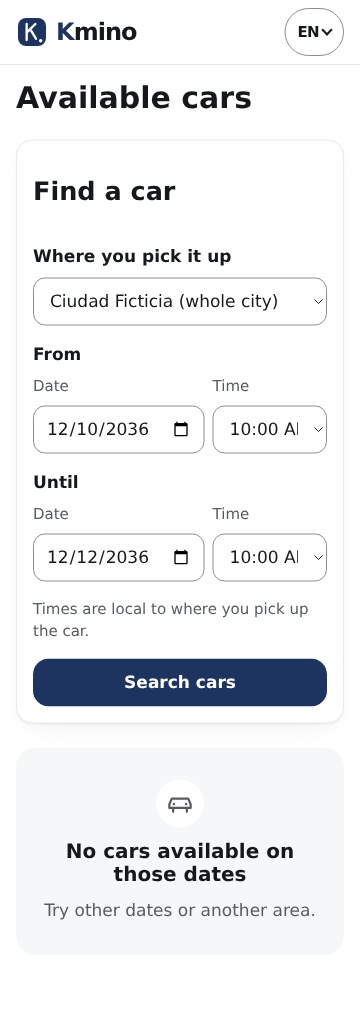 K. Kmino
EN
Available cars
Find a car
Where you pick it up
Ciudad Ficticia (whole city)
From
Date Time
12/10/2036 10:00
Until
Date Time
12/12/2036 10:00
Times are local to where you pick up
the car.
Search cars
No cars available on
those dates
Try other dates or another area.